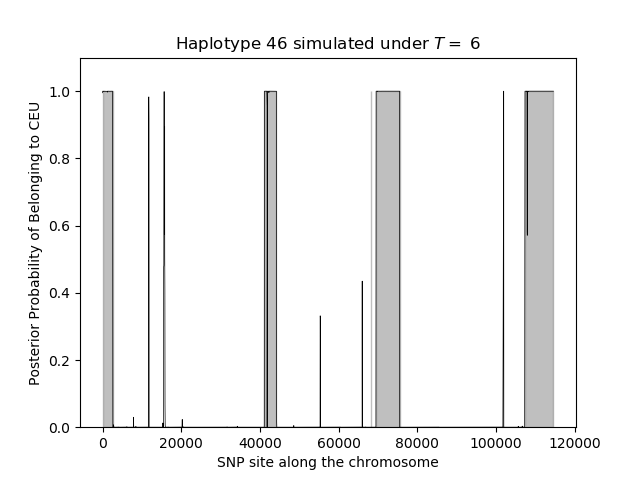 Haplotype 46 simulated under T = 6
Posterior Probability of Belonging to CEU
1.0
0.8
0.6
0.4
0.2
0.0
0 20000 40000 60000 80000 100000 120000
SNP site along the chromosome